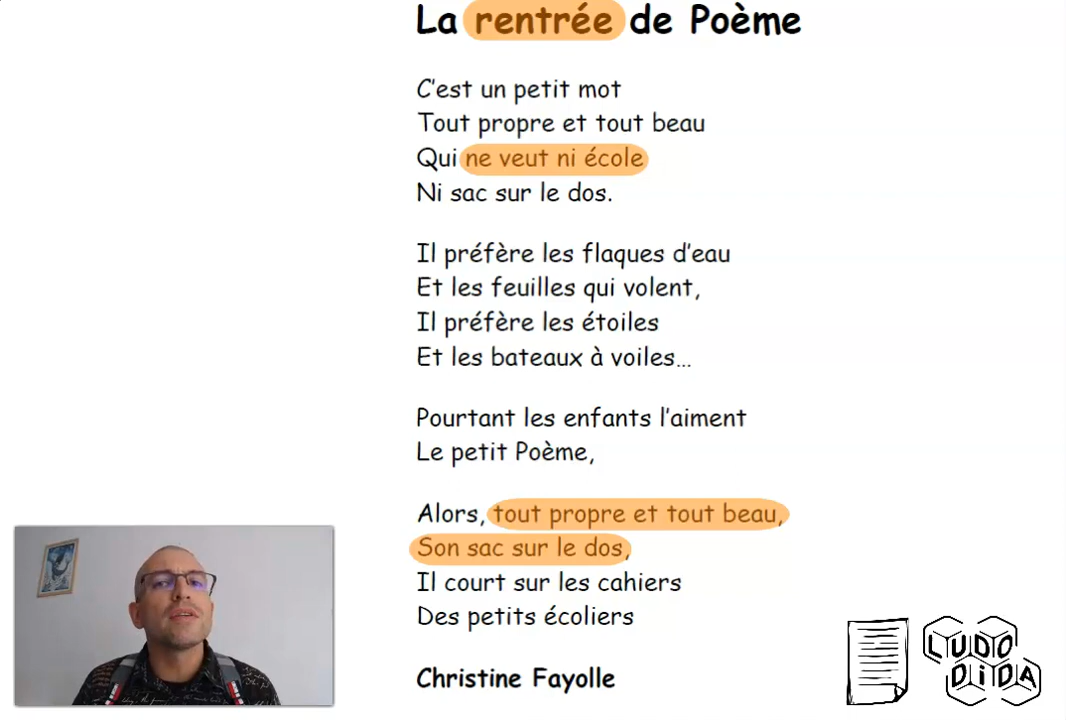 La rentrée de Poème
C'est un petit mot
Tout propre et tout beau
Qui ne veut ni école
Ni sac sur le dos.
Il préfère les flaques d'eau
Et les feuilles qui volent,
Il préfère les étoiles
Et les bateaux à voiles...
Pourtant les enfants l'aiment
Le petit Poème,
Alors, tout propre et tout beau,
Son sac sur le dos,
Il court sur les cahiers
Des petits écoliers
Christine Fayolle
LUDO
DiDA